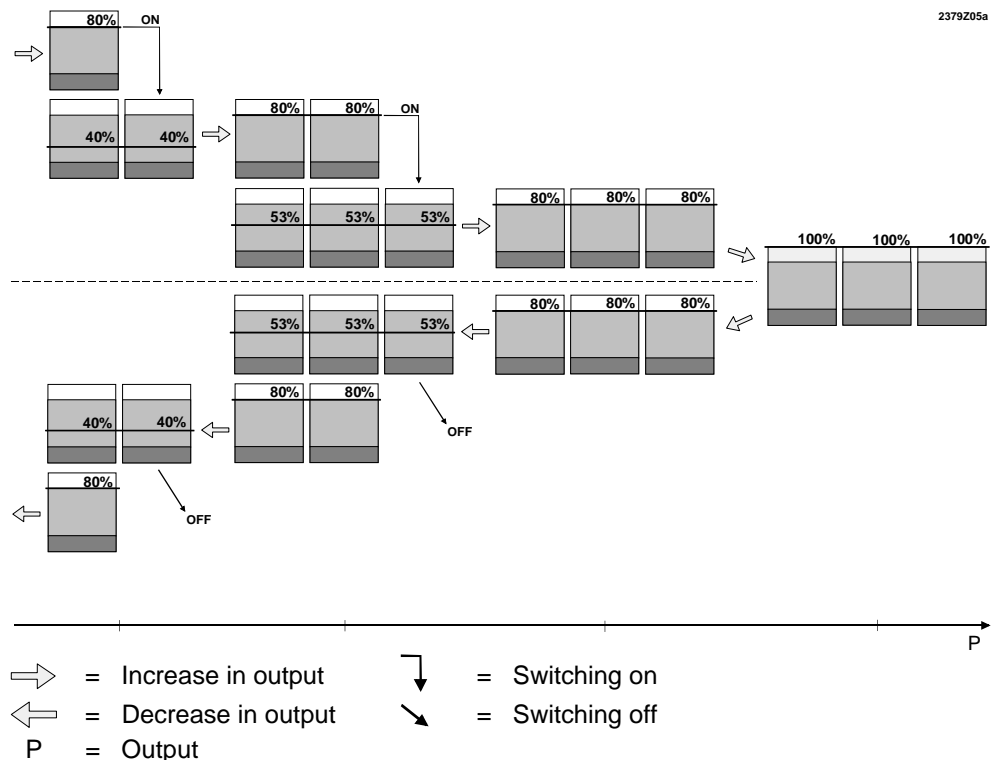 2379Z05a
80% ON
40% 40% 80% 80% ON
53% 53% 53% 80% 80% 80%
100% 100% 100%
53% 53% 53% 80% 80% 80%
40% 40% 80% 80% OFF
80% OFF
P
= Increase in output = Switching on
= Decrease in output = Switching off
P = Output